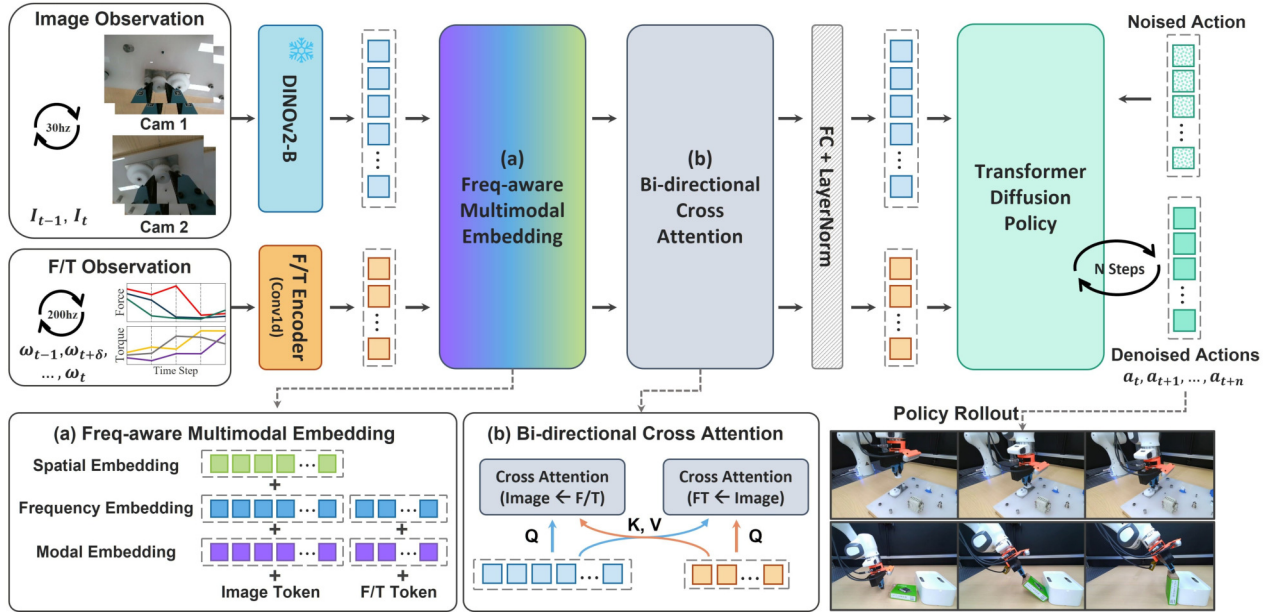 Image Observation
30hz
Cam 1
Cam 2
I_{t-1}, I_t
DINOv2-B
F/T Observation
200hz
ω_{t-1}, ω_{t+δ},
..., ω_t
Force
Torque
Time Step
F/T Encoder
(Conv1d)
(a)
Freq-aware
Multimodal
Embedding
(b)
Bi-directional
Cross
Attention
FC + LayerNorm
Transformer
Diffusion
Policy
Noised Action
N Steps
Denoised Actions
a_t, a_{t+1}, ..., a_{t+n}
(a) Freq-aware Multimodal Embedding
Spatial Embedding
+
Frequency Embedding
+ +
Modal Embedding
+ +
Image Token F/T Token
(b) Bi-directional Cross Attention
Cross Attention
(Image ← F/T)
Cross Attention
(FT ← Image)
Q
K, V
Q
Policy Rollout